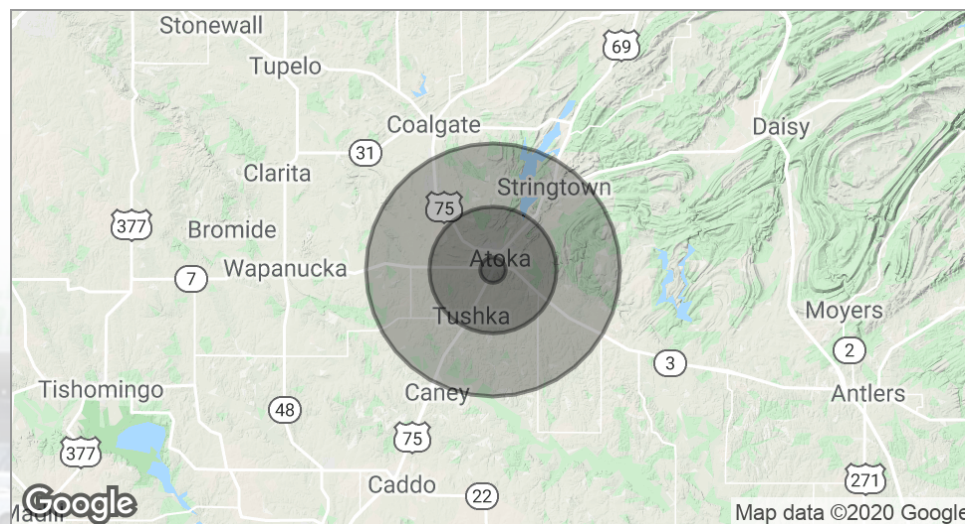 Stonewall
69
Tupelo
Coalgate
Daisy
31
Clarita
Stringtown
75
377
Bromide
Atoka
Wapanucka
7
Tushka
Moyers
2
3
Tishomingo
Caney
Antlers
48
75
377
Caddo
271
22
Google
Map data ©2020 Google